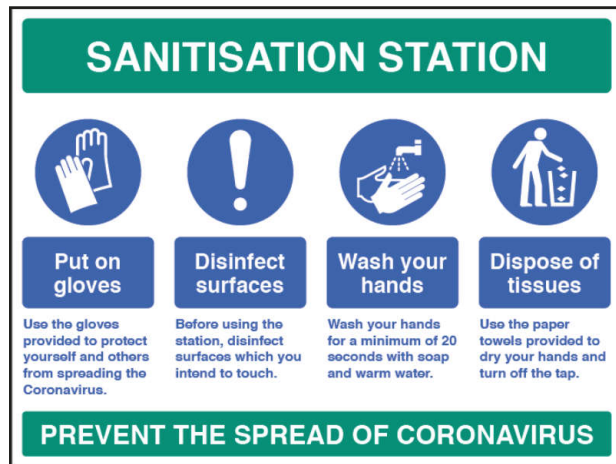 SANITISATION STATION
Put on
gloves
Use the gloves
provided to protect
yourself and others
from spreading the
Coronavirus.
Disinfect
surfaces
Before using the
station, disinfect
surfaces which you
intend to touch.
Wash your
hands
Wash your hands
for a minimum of 20
seconds with soap
and warm water.
Dispose of
tissues
Use the paper
towels provided to
dry your hands and
turn off the tap.
PREVENT THE SPREAD OF CORONAVIRUS